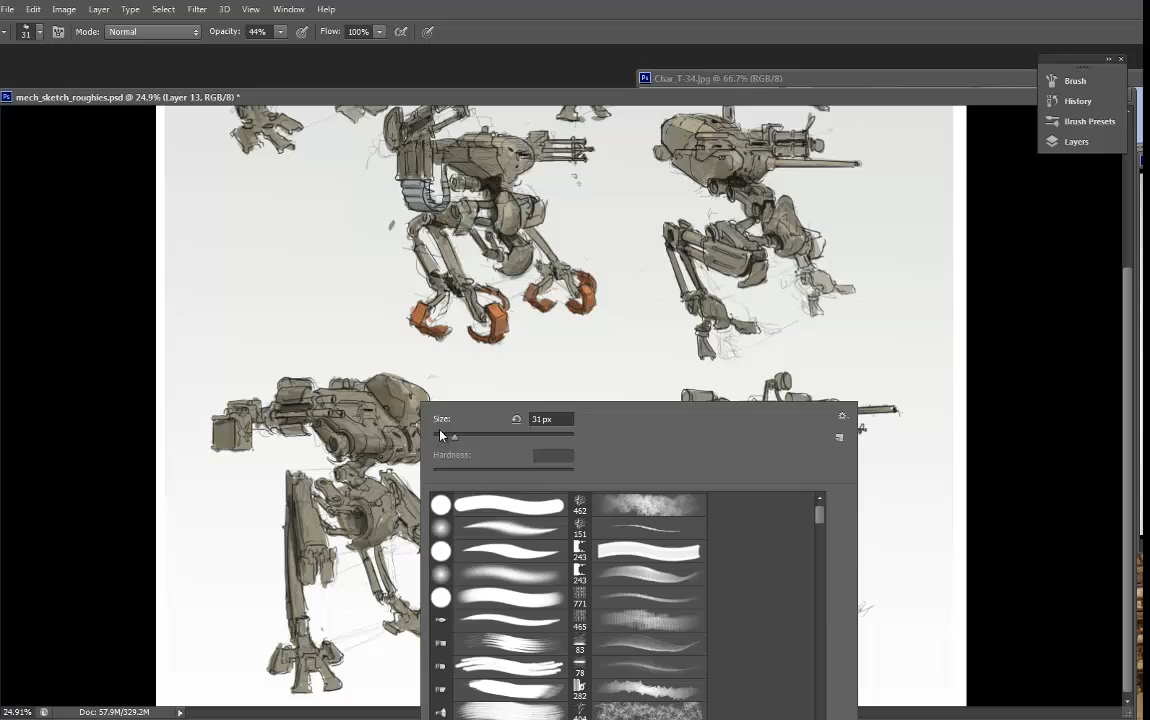 File Edit Image Layer Type Select Filter 3D View Window Help
31 Mode: Normal Opacity: 44% Flow: 100%
Char_T-34.jpg @ 66.7% (RGB/8)
mech_sketch_roughies.psd @ 24.9% (Layer 13, RGB/8) *
Brush
History
Brush Presets
Layers
Size: 31 px
Hardness:
462
151
243
243
771
465
83
78
282
404
24.91% Doc: 57.9M/329.2M